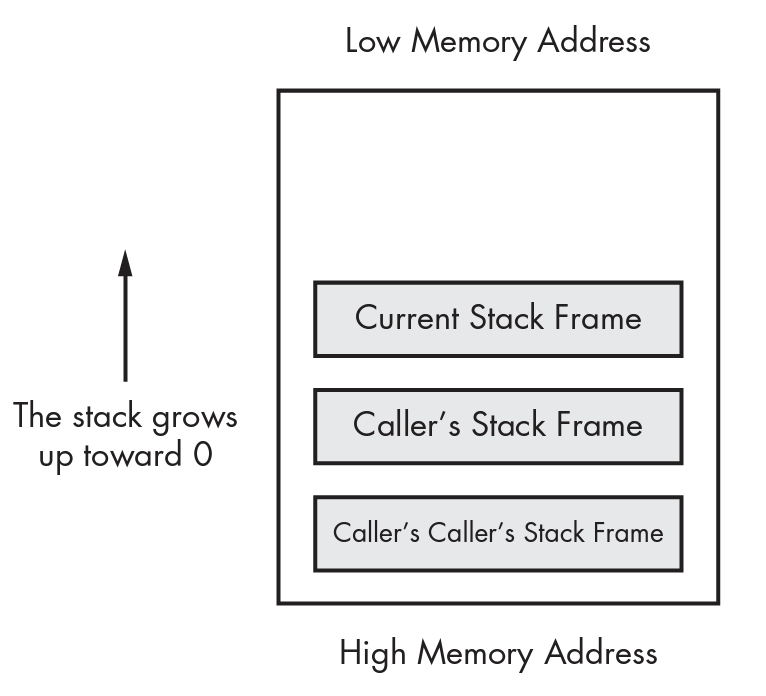 Low Memory Address
Current Stack Frame
The stack grows
up toward 0
Caller’s Stack Frame
Caller’s Caller’s Stack Frame
High Memory Address